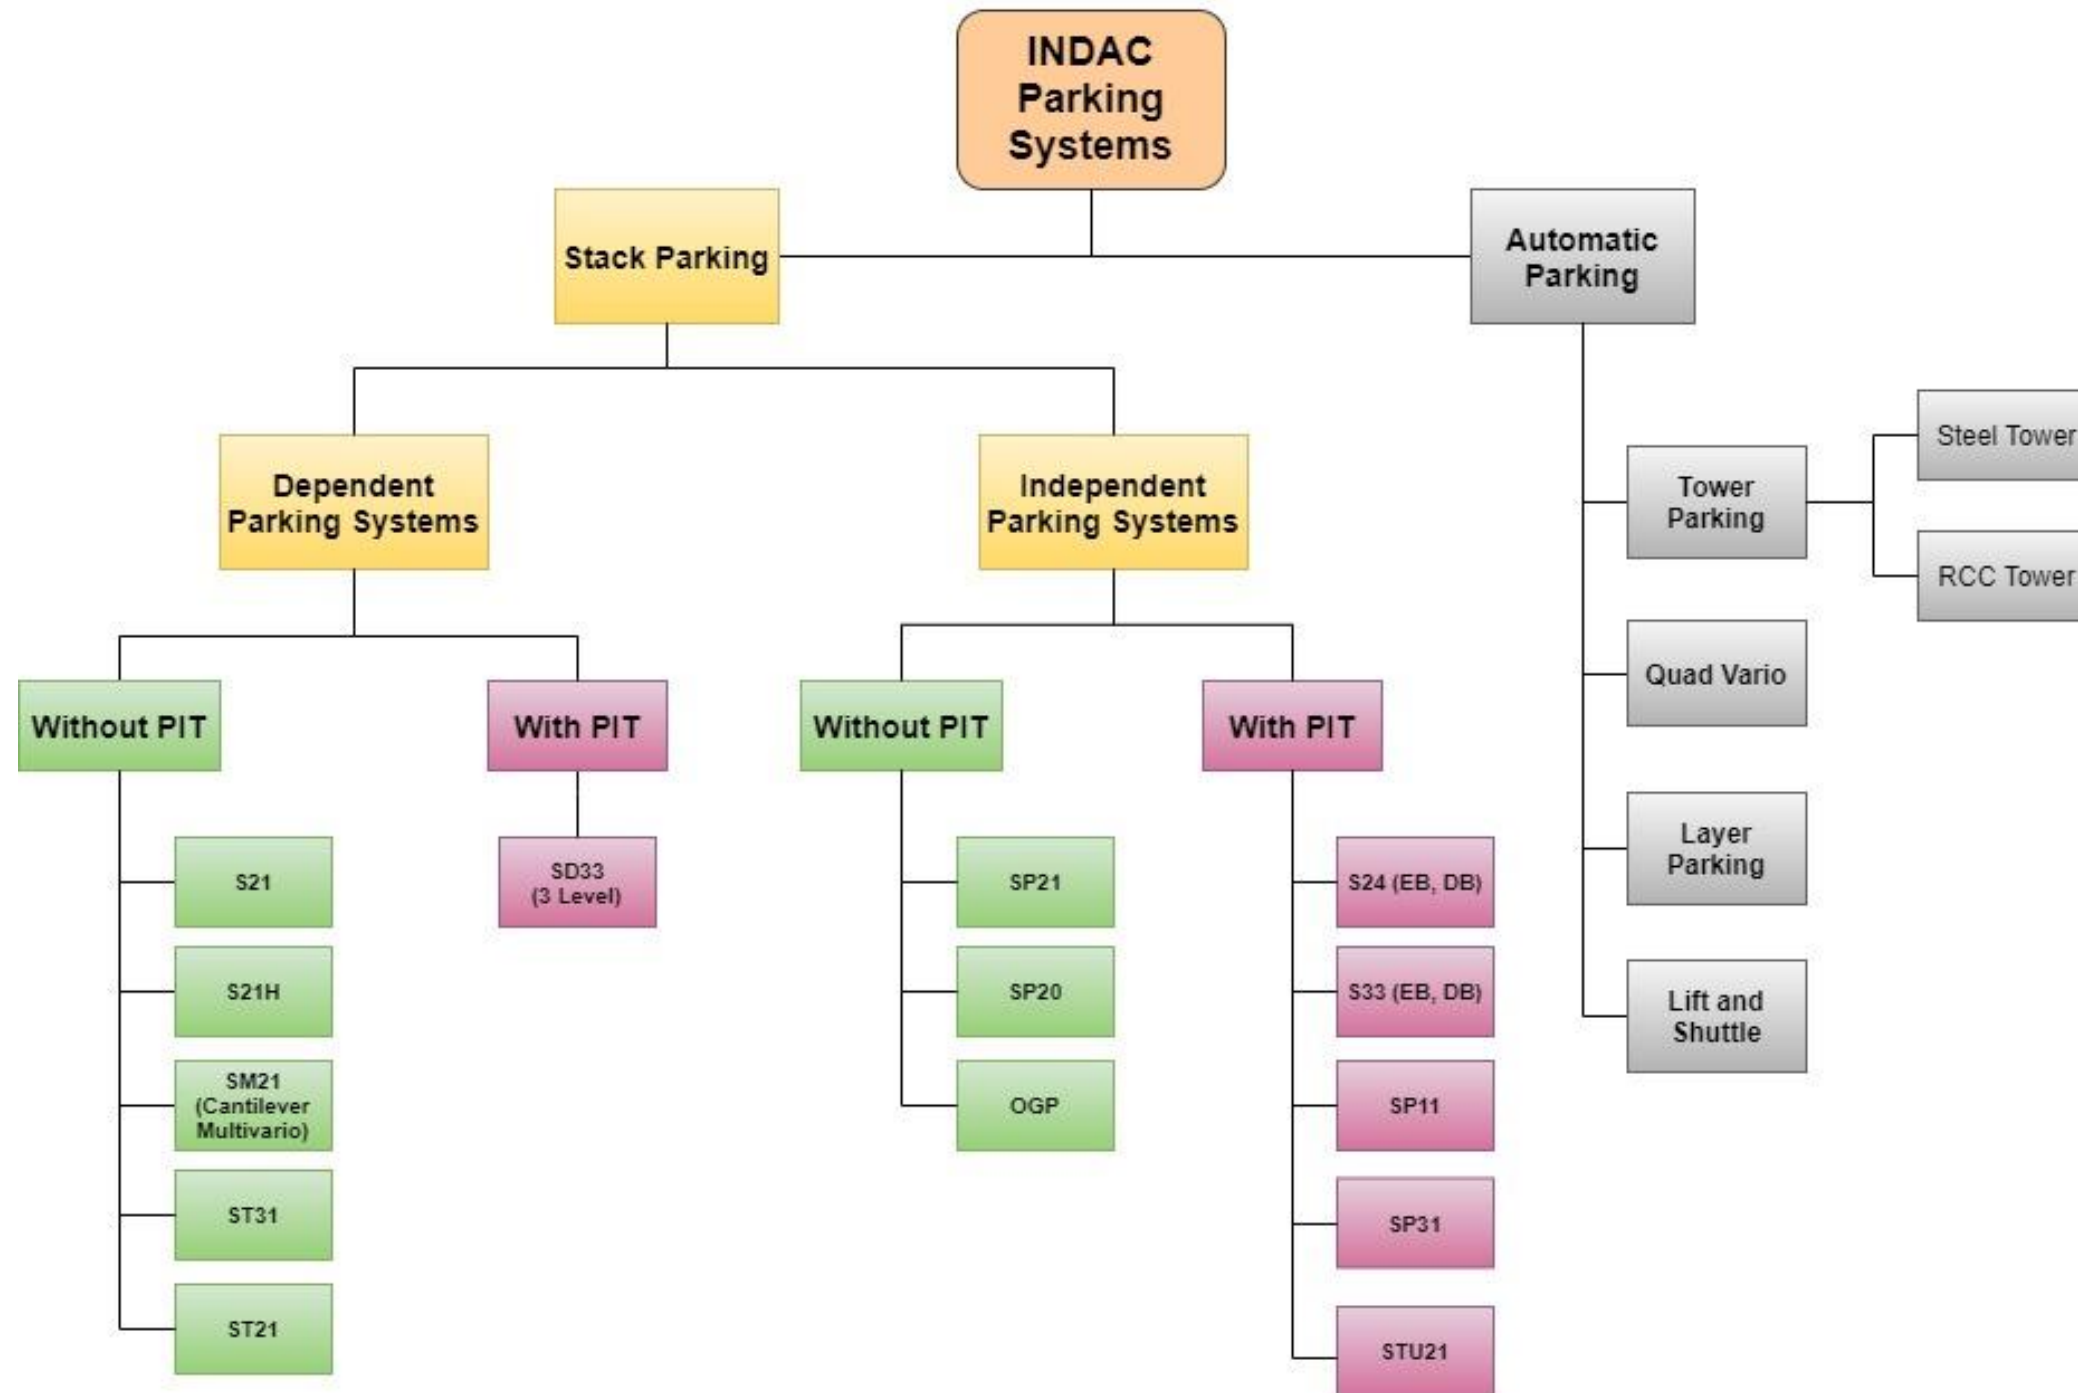 INDAC
Parking
Systems
Stack Parking
Automatic
Parking
Dependent
Parking Systems
Independent
Parking Systems
Tower
Parking
Steel Tower
RCC Tower
Quad Vario
Layer
Parking
Lift and
Shuttle
Without PIT
With PIT
Without PIT
With PIT
S21
S21H
SM21
(Cantilever
Multivario)
ST31
ST21
SD33
(3 Level)
SP21
SP20
OGP
S24 (EB, DB)
S33 (EB, DB)
SP11
SP31
STU21